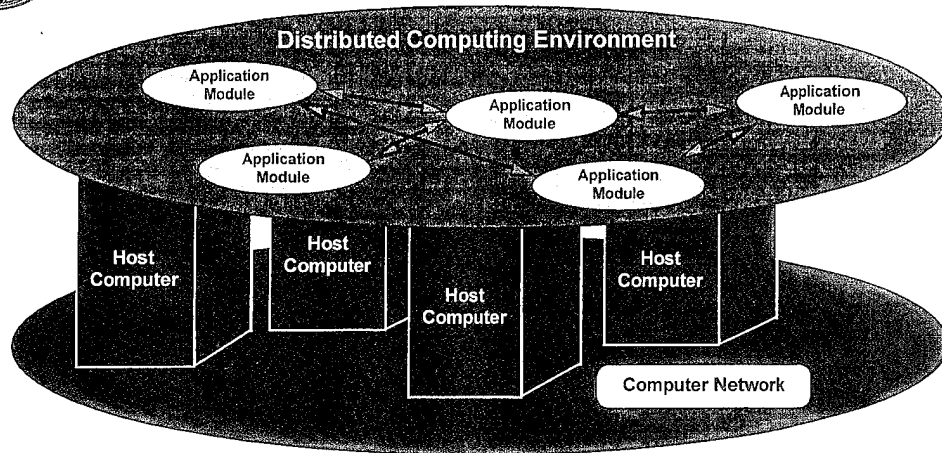 Distributed Computing Environment
Application
Module
Application
Module
Application
Module
Application
Module
Application
Module
Host
Computer
Host
Computer
Host
Computer
Host
Computer
Computer Network